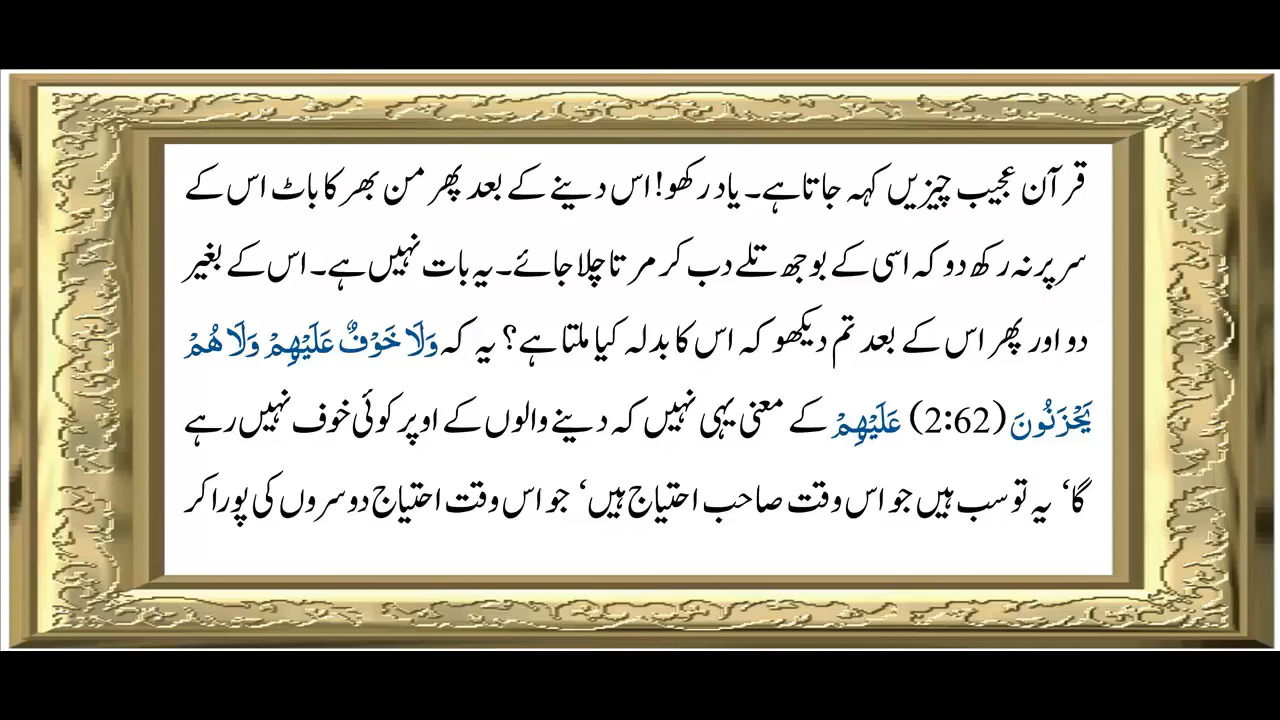 قرآن عجیب چیزیں کہہ جاتا ہے۔ یاد رکھو! اس دینے کے بعد پھر من بھر کا باٹ اس کے
سر پر نہ رکھ دو کہ اسی کے بوجھ تلے دب کر مرتا چلا جائے۔ یہ بات نہیں ہے۔ اس کے بغیر
دو اور پھر اس کے بعد تم دیکھو کہ اس کا بدلہ کیا ملتا ہے؟ یہ کہ وَلَا خَوْفٌ عَلَيْهِمْ وَلَا هُمْ
يَحْزَنُونَ (2:62) عَلَيْهِمْ کے معنی یہی نہیں کہ دینے والوں کے اوپر کوئی خوف نہیں رہے
گا‘ یہ تو سب ہیں جو اس وقت صاحب احتیاج ہیں‘ جو اس وقت احتیاج دوسروں کی پورا کر